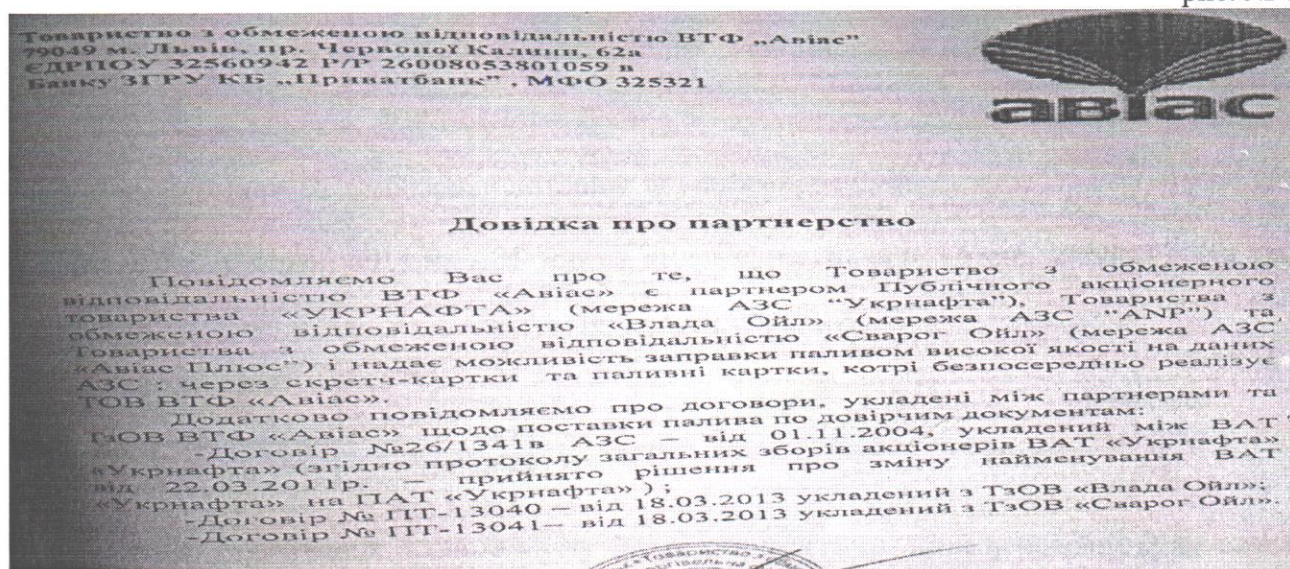 Товариство з обмеженою відповідальністю ВТФ „Авіас”
79049 м. Львів, пр. Червоної Калини, 62а
ЄДРПОУ 32560942 Р/Р 26008053801059 в
Банку ЗГРУ КБ „Приватбанк” , МФО 325321
авіас
Довідка про партнерство
Повідомляємо Вас про те, що Товариство з обмеженою
відповідальністю ВТФ «Авіас» є партнером Публічного акціонерного
товариства «УКРНАФТА» (мережа АЗС “Укрнафта”), Товариства з
обмеженою відповідальністю «Влада Ойл» (мережа АЗС “ANP”) та
Товариства з обмеженою відповідальністю «Сварог Ойл» (мережа АЗС
«Авіас Плюс”) і надає можливість заправки паливом високої якості на даних
АЗС : через скретч-картки та паливні картки, котрі безпосередньо реалізує
ТОВ ВТФ «Авіас».
Додатково повідомляємо про договори, укладені між партнерами та
ТзОВ ВТФ «Авіас» щодо поставки палива по довірчим документам:
-Договір №26/1341в АЗС – від 01.11.2004, укладений між ВАТ
«Укрнафта» (згідно протоколу загальних зборів акціонерів ВАТ «Укрнафта»
від 22.03.2011р. – прийнято рішення про зміну найменування ВАТ
«Укрнафта» на ПАТ «Укрнафта» );
-Договір № ПТ-13040 – від 18.03.2013 укладений з ТзОВ «Влада Ойл»;
-Договір № ПТ-13041– від 18.03.2013 укладений з ТзОВ «Сварог Ойл».
Товариство з